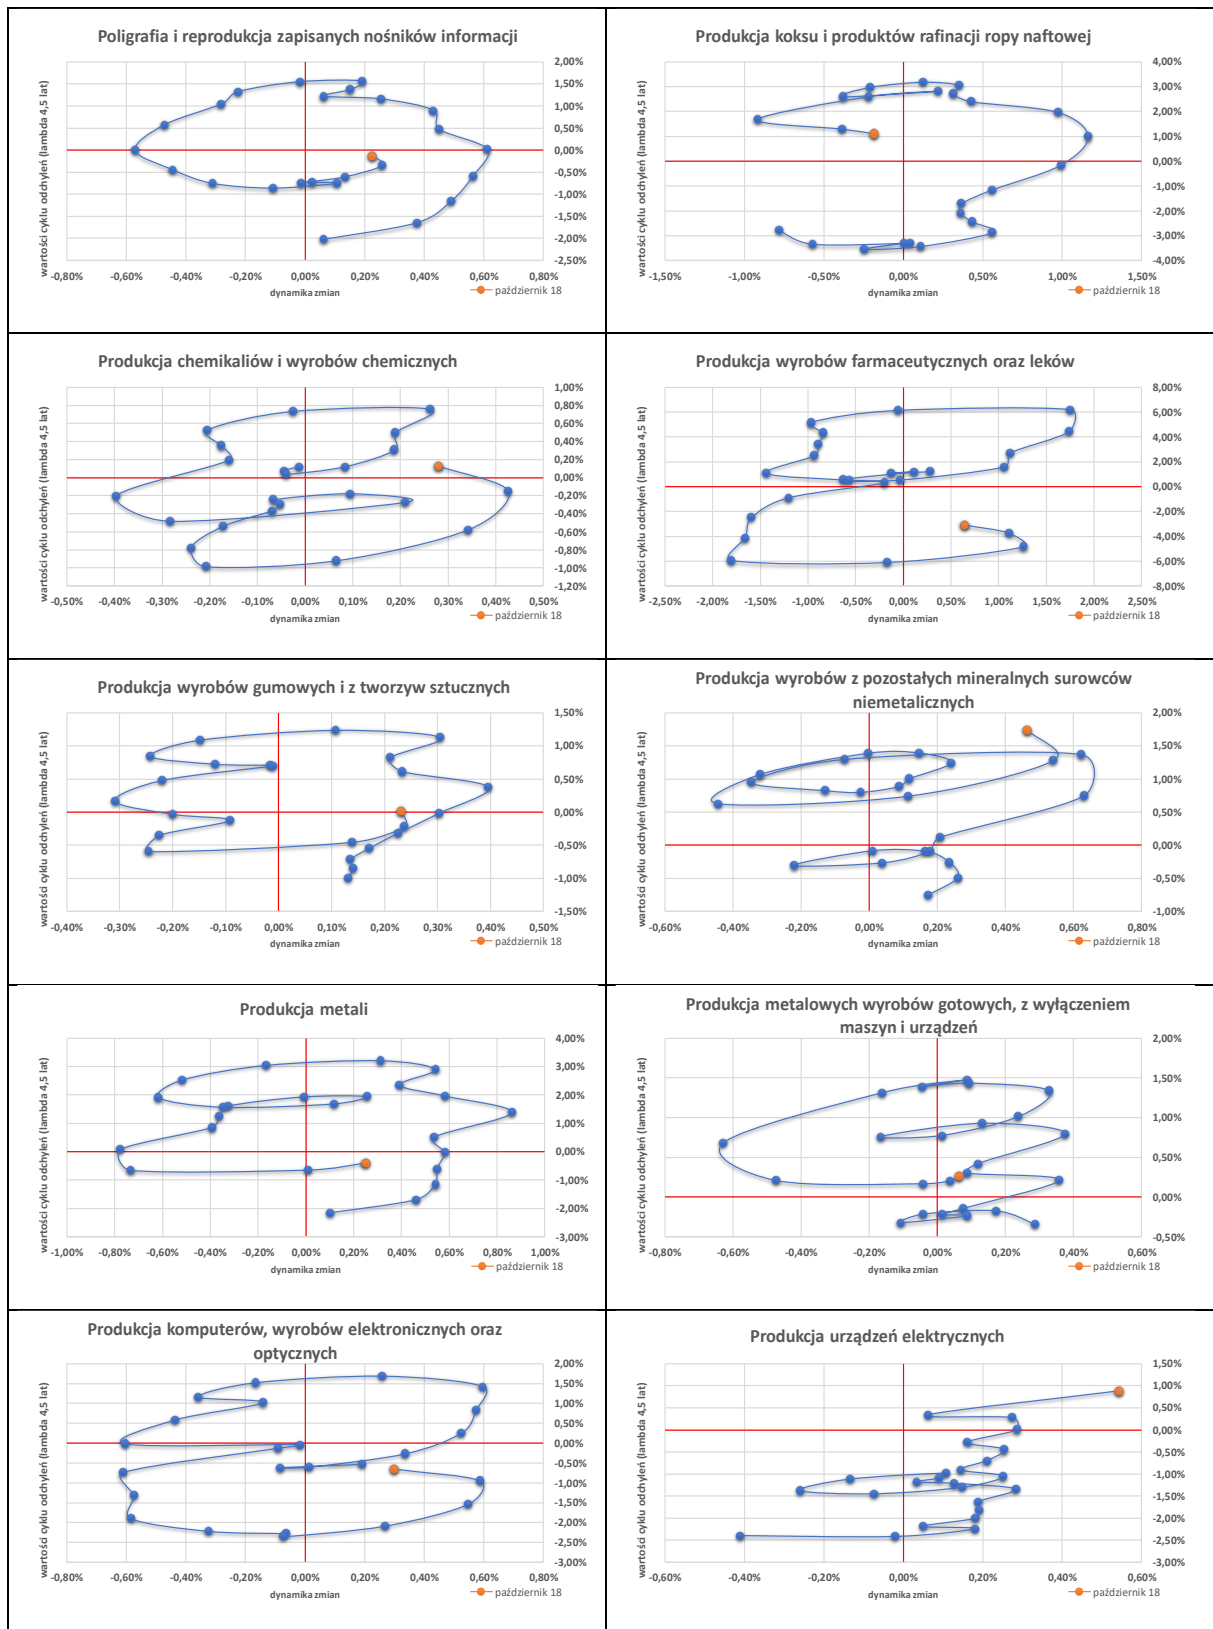 Poligrafia i reprodukcja zapisanych nośników informacji
wartości cyklu odchyleń (lambda 4,5 lat)
2,00%
1,50%
1,00%
0,50%
0,00%
-0,50%
-1,00%
-1,50%
-2,00%
-2,50%
-0,80% -0,60% -0,40% -0,20% 0,00% 0,20% 0,40% 0,60% 0,80%
dynamika zmian
październik 18
Produkcja koksu i produktów rafinacji ropy naftowej
wartości cyklu odchyleń (lambda 4,5 lat)
4,00%
3,00%
2,00%
1,00%
0,00%
-1,00%
-2,00%
-3,00%
-4,00%
-1,50% -1,00% -0,50% 0,00% 0,50% 1,00% 1,50%
dynamika zmian
październik 18
Produkcja chemikaliów i wyrobów chemicznych
wartości cyklu odchyleń (lambda 4,5 lat)
1,00%
0,80%
0,60%
0,40%
0,20%
0,00%
-0,20%
-0,40%
-0,60%
-0,80%
-1,00%
-1,20%
-0,50% -0,40% -0,30% -0,20% -0,10% 0,00% 0,10% 0,20% 0,30% 0,40% 0,50%
dynamika zmian
październik 18
Produkcja wyrobów farmaceutycznych oraz leków
wartości cyklu odchyleń (lambda 4,5 lat)
8,00%
6,00%
4,00%
2,00%
0,00%
-2,00%
-4,00%
-6,00%
-8,00%
-2,50% -2,00% -1,50% -1,00% -0,50% 0,00% 0,50% 1,00% 1,50% 2,00% 2,50%
dynamika zmian
październik 18
Produkcja wyrobów gumowych i z tworzyw sztucznych
wartości cyklu odchyleń (lambda 4,5 lat)
1,50%
1,00%
0,50%
0,00%
-0,50%
-1,00%
-1,50%
-0,40% -0,30% -0,20% -0,10% 0,00% 0,10% 0,20% 0,30% 0,40% 0,50%
dynamika zmian
październik 18
Produkcja wyrobów z pozostałych mineralnych surowców
niemetalicznych
wartości cyklu odchyleń (lambda 4,5 lat)
2,00%
1,50%
1,00%
0,50%
0,00%
-0,50%
-1,00%
-0,60% -0,40% -0,20% 0,00% 0,20% 0,40% 0,60% 0,80%
dynamika zmian
październik 18
Produkcja metali
wartości cyklu odchyleń (lambda 4,5 lat)
4,00%
3,00%
2,00%
1,00%
0,00%
-1,00%
-2,00%
-3,00%
-1,00% -0,80% -0,60% -0,40% -0,20% 0,00% 0,20% 0,40% 0,60% 0,80% 1,00%
dynamika zmian
październik 18
Produkcja metalowych wyrobów gotowych, z wyłączeniem
maszyn i urządzeń
wartości cyklu odchyleń (lambda 4,5 lat)
2,00%
1,50%
1,00%
0,50%
0,00%
-0,50%
-0,80% -0,60% -0,40% -0,20% 0,00% 0,20% 0,40% 0,60%
dynamika zmian
październik 18
Produkcja komputerów, wyrobów elektronicznych oraz
optycznych
wartości cyklu odchyleń (lambda 4,5 lat)
2,00%
1,50%
1,00%
0,50%
0,00%
-0,50%
-1,00%
-1,50%
-2,00%
-2,50%
-3,00%
-0,80% -0,60% -0,40% -0,20% 0,00% 0,20% 0,40% 0,60% 0,80%
dynamika zmian
październik 18
Produkcja urządzeń elektrycznych
wartości cyklu odchyleń (lambda 4,5 lat)
1,50%
1,00%
0,50%
0,00%
-0,50%
-1,00%
-1,50%
-2,00%
-2,50%
-3,00%
-0,60% -0,40% -0,20% 0,00% 0,20% 0,40% 0,60%
dynamika zmian
październik 18